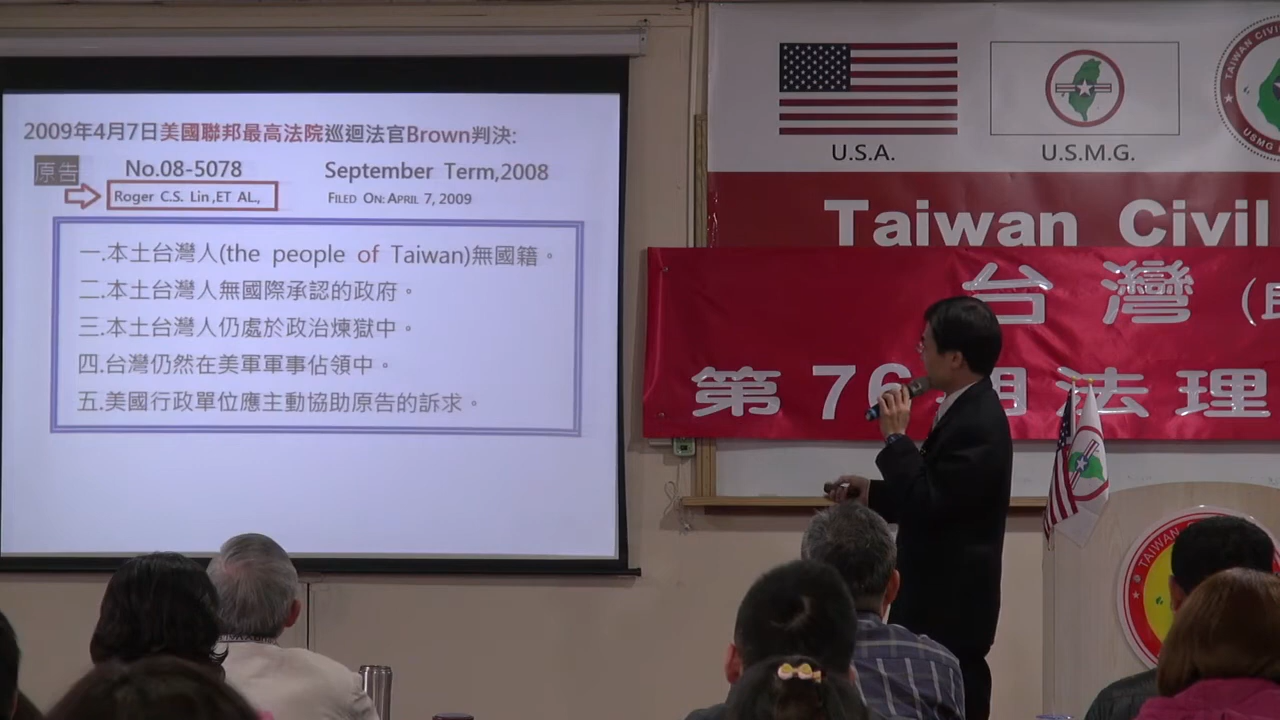 2009年4月7日美國聯邦最高法院巡迴法官Brown判決:
原告
No.08-5078
September Term,2008
Roger C.S. Lin ,ET AL.,
FILED ON: APRIL 7, 2009
一.本土台灣人(the people of Taiwan)無國籍。
二.本土台灣人無國際承認的政府。
三.本土台灣人仍處於政治煉獄中。
四.台灣仍然在美軍軍事佔領中。
五.美國行政單位應主動協助原告的訴求。
U.S.A.
U.S.M.G.
TAIWAN CIVIL
USMG
Taiwan Civil
台灣
第76期法理
TAIWAN